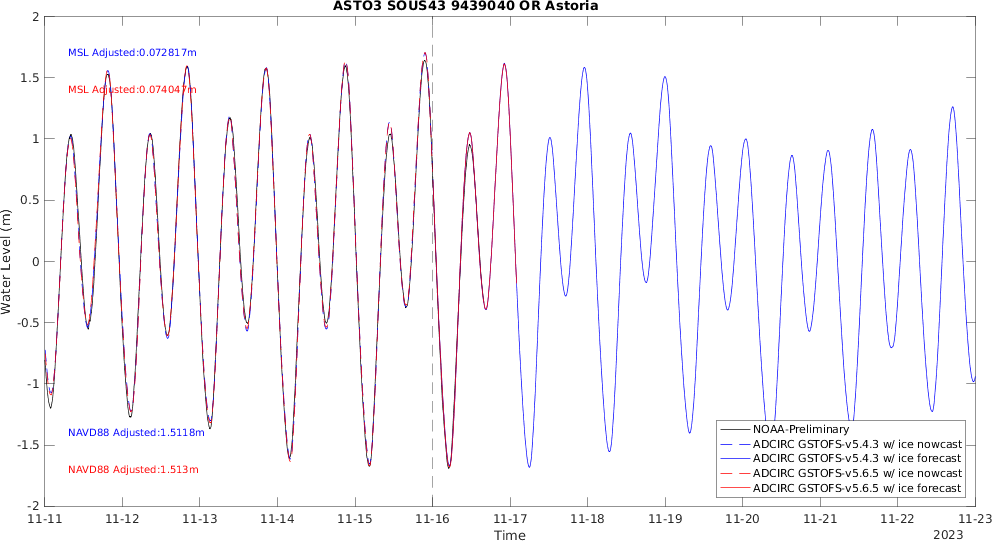 ASTO3 SOUS43 9439040 OR Astoria
2
1.5
1
0.5
0
-0.5
-1
-1.5
-2
Water Level (m)
MSL Adjusted:0.072817m
MSL Adjusted:0.074047m
NAVD88 Adjusted:1.5118m
NAVD88 Adjusted:1.513m
NOAA-Preliminary
ADCIRC GSTOFS-v5.4.3 w/ ice nowcast
ADCIRC GSTOFS-v5.4.3 w/ ice forecast
ADCIRC GSTOFS-v5.6.5 w/ ice nowcast
ADCIRC GSTOFS-v5.6.5 w/ ice forecast
11-11 11-12 11-13 11-14 11-15 11-16 11-17 11-18 11-19 11-20 11-21 11-22 11-23
Time
2023